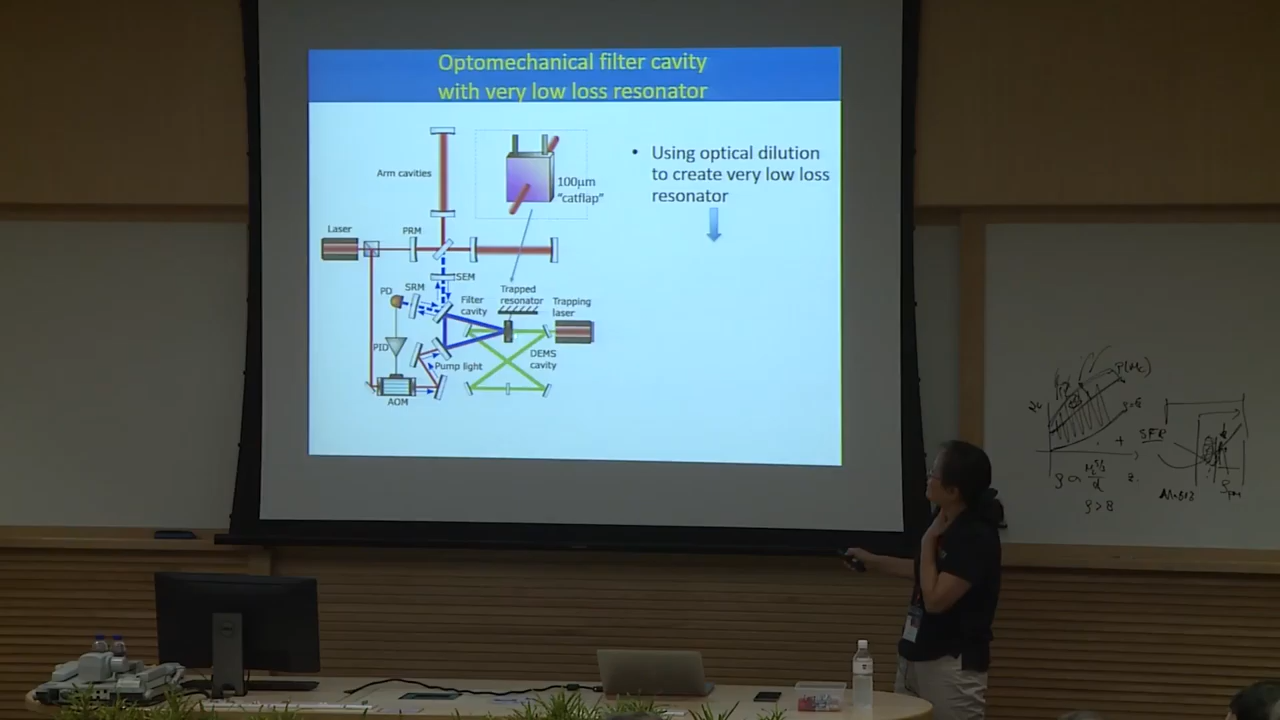 Optomechanical filter cavity
with very low loss resonator
• Using optical dilution
to create very low loss
resonator
Arm cavities
100μm
"catflap"
Laser
PRM
SEM
PD
SRM
Filter
cavity
Trapped
resonator
Trapping
laser
PID
Pump light
DEMS
cavity
AOM
SFR